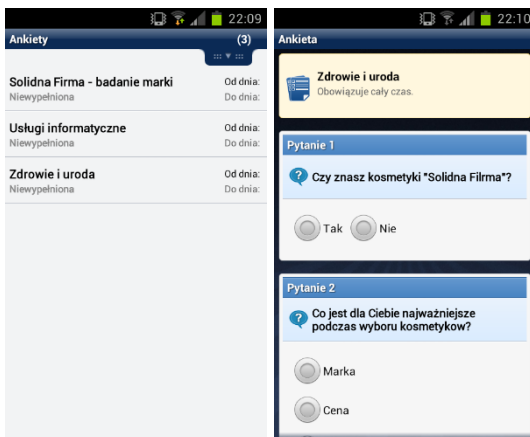 22:09
Ankiety (3)
Solidna Firma - badanie marki Od dnia:
Niewypełniona Do dnia:
Usługi informatyczne Od dnia:
Niewypełniona Do dnia:
Zdrowie i uroda Od dnia:
Niewypełniona Do dnia:
22:10
Ankieta
Zdrowie i uroda
Obowiązuje cały czas.
Pytanie 1
Czy znasz kosmetyki "Solidna Filrma"?
Tak Nie
Pytanie 2
Co jest dla Ciebie najważniejsze
podczas wyboru kosmetykow?
Marka
Cena